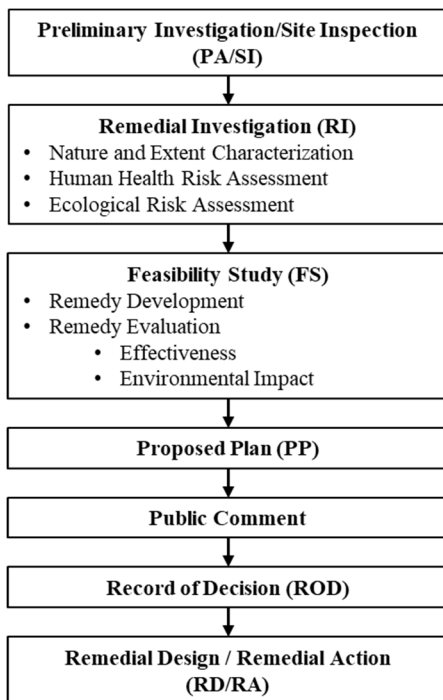 Preliminary Investigation/Site Inspection
(PA/SI)
Remedial Investigation (RI)
• Nature and Extent Characterization
• Human Health Risk Assessment
• Ecological Risk Assessment
Feasibility Study (FS)
• Remedy Development
• Remedy Evaluation
• Effectiveness
• Environmental Impact
Proposed Plan (PP)
Public Comment
Record of Decision (ROD)
Remedial Design / Remedial Action
(RD/RA)